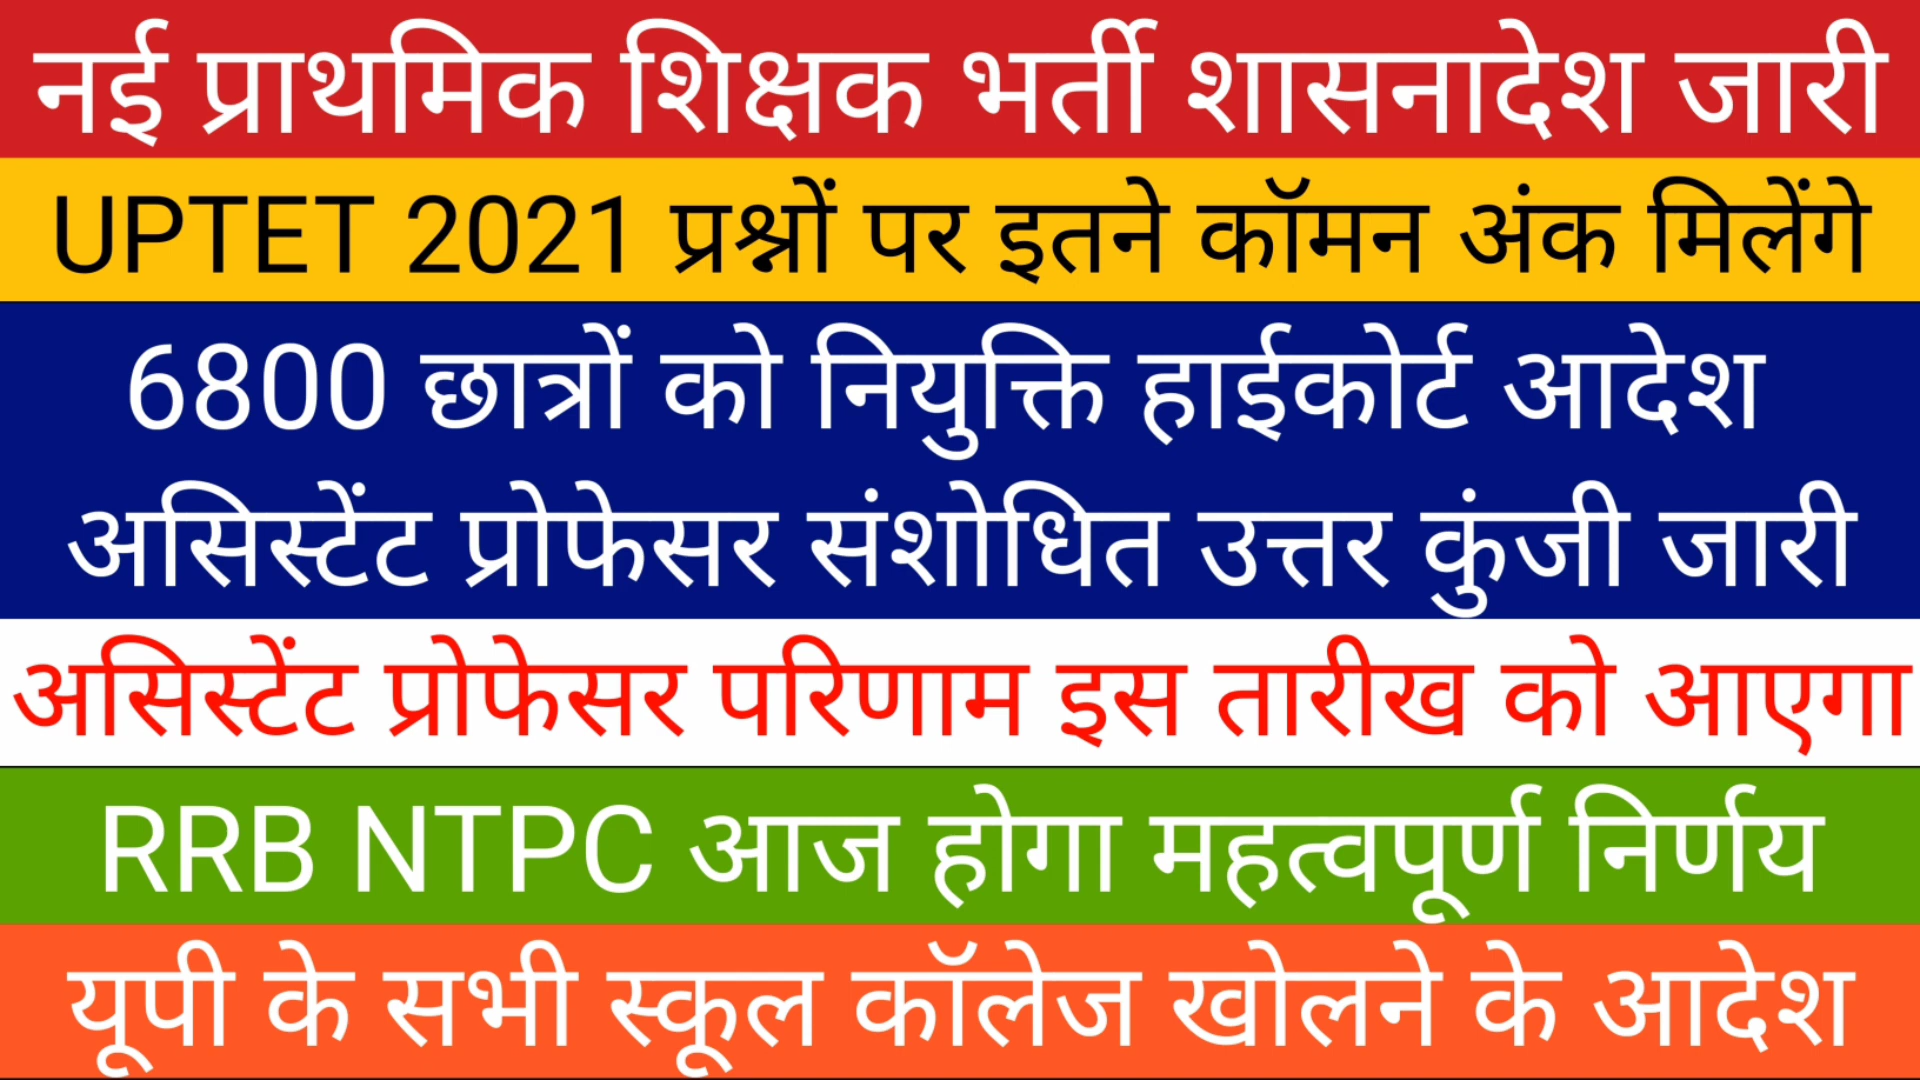 नई प्राथमिक शिक्षक भर्ती शासनादेश जारी
UPTET 2021 प्रश्नों पर इतने कॉमन अंक मिलेंगे
6800 छात्रों को नियुक्ति हाईकोर्ट आदेश
असिस्टेंट प्रोफेसर संशोधित उत्तर कुंजी जारी
असिस्टेंट प्रोफेसर परिणाम इस तारीख को आएगा
RRB NTPC आज होगा महत्वपूर्ण निर्णय
यूपी के सभी स्कूल कॉलेज खोलने के आदेश